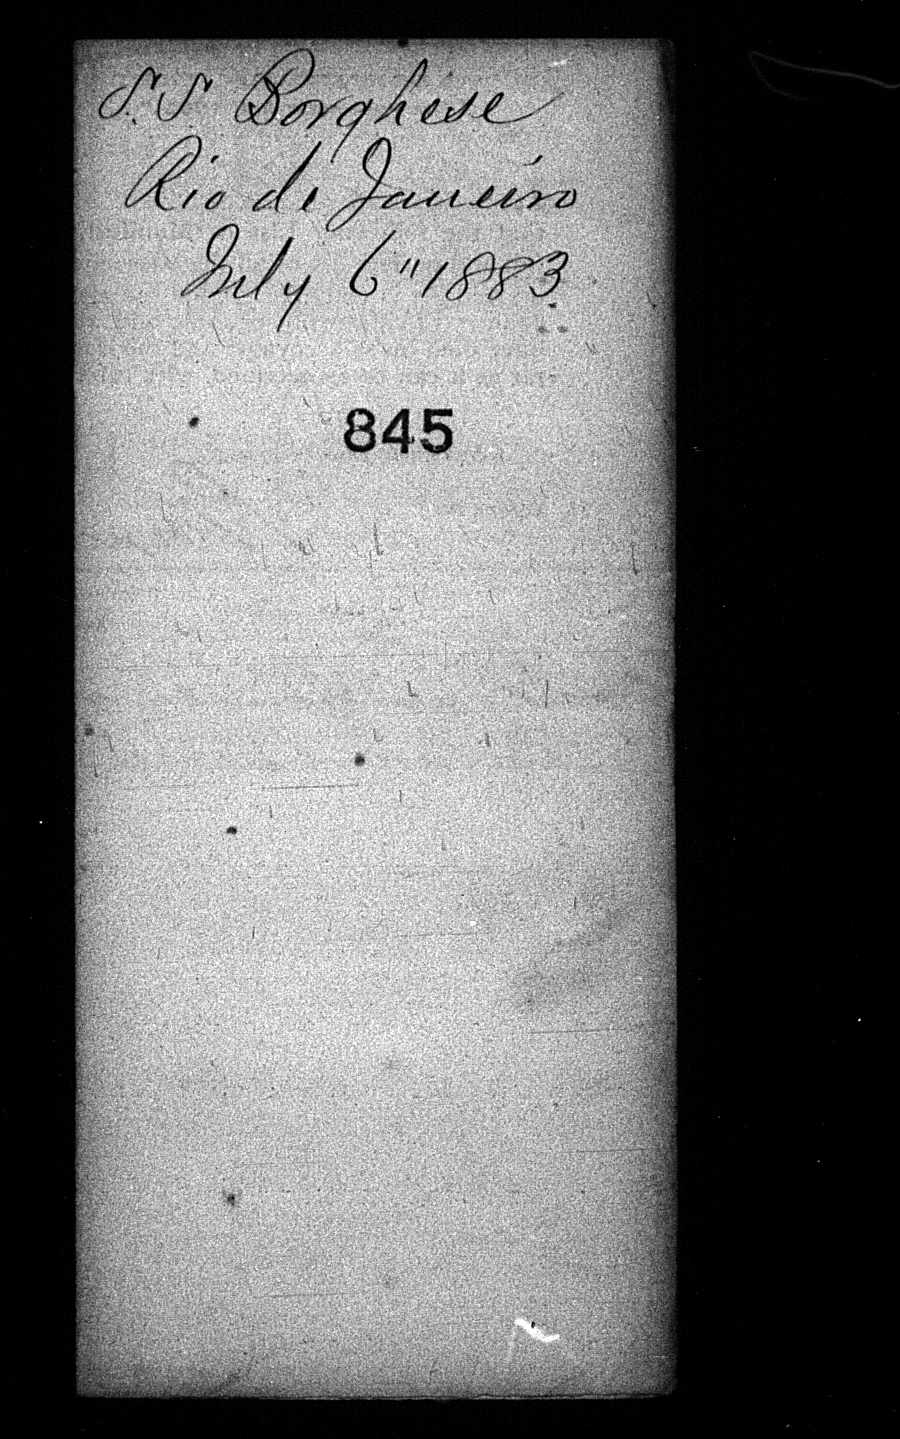 S. S Borghese
Rio de Janeiro
July 6" 1883
845